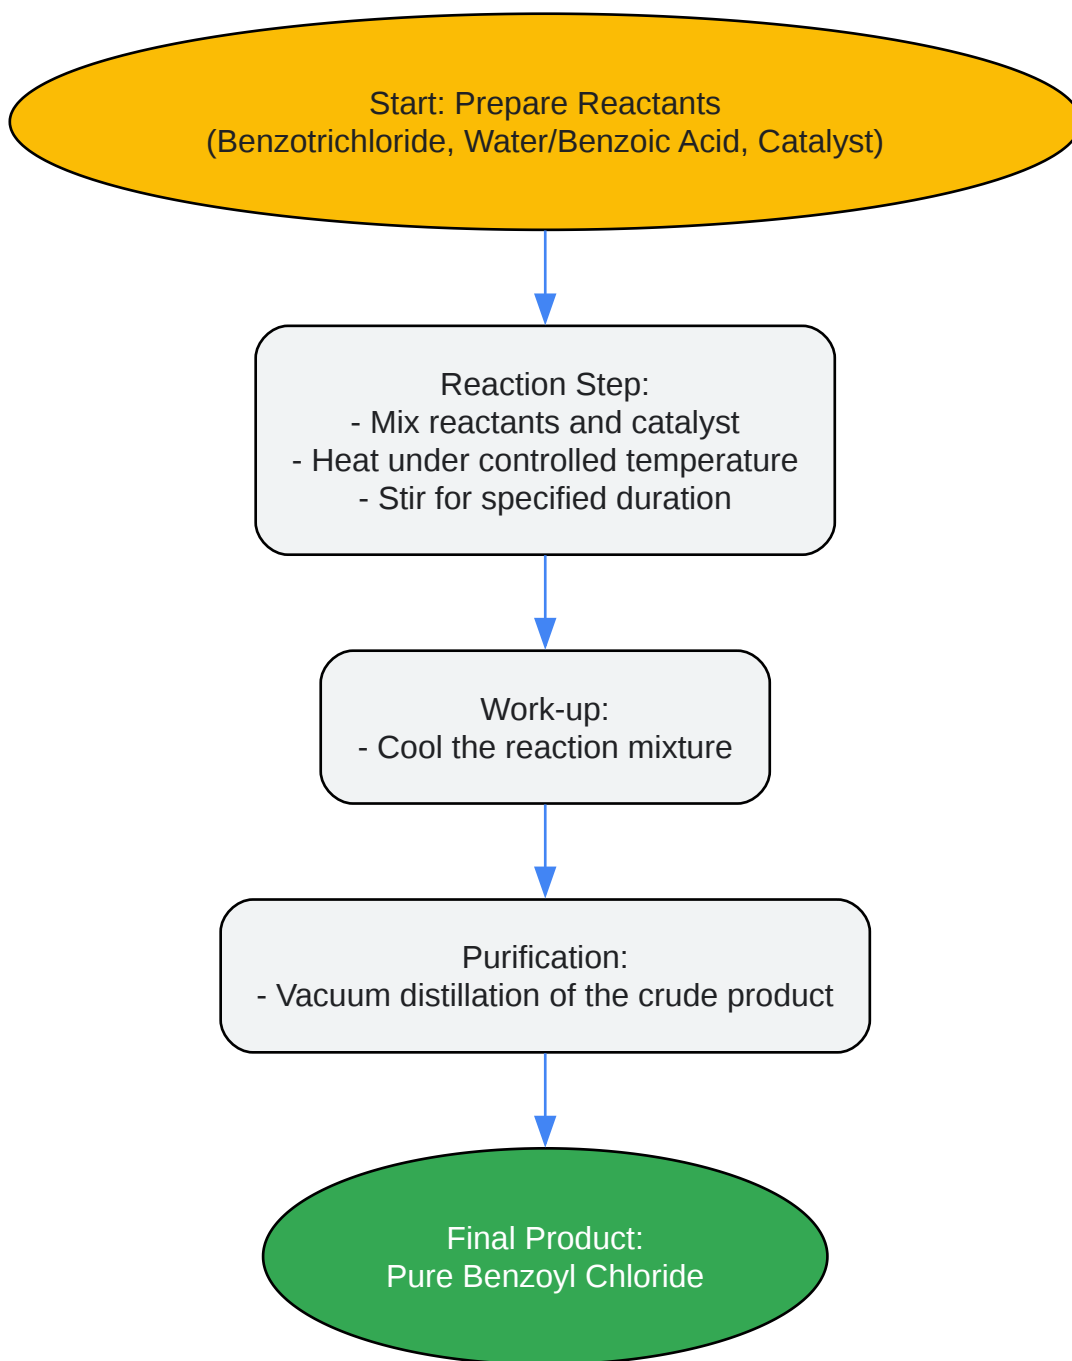 Start: Prepare Reactants
(Benzotrichloride, Water/Benzoic Acid, Catalyst)
Reaction Step:
- Mix reactants and catalyst
- Heat under controlled temperature
- Stir for specified duration
Work-up:
- Cool the reaction mixture
Purification:
- Vacuum distillation of the crude product
Final Product:
Pure Benzoyl Chloride